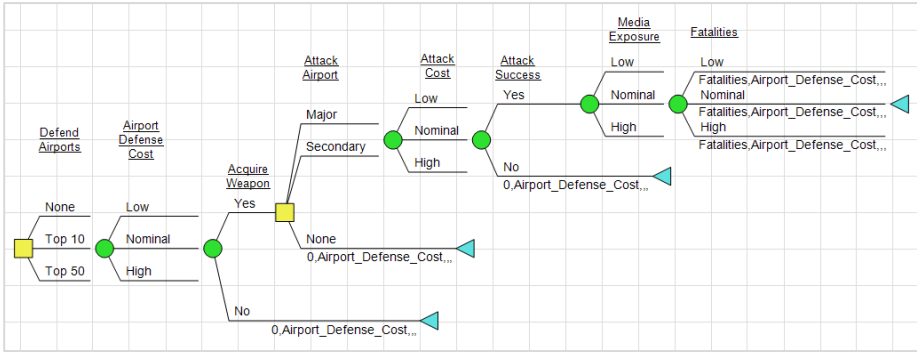 Media
Exposure
Fatalities
Attack
Airport
Attack
Cost
Attack
Success
Low
Low
Fatalities,Airport_Defense_Cost,,,
Yes
Nominal
Nominal
Fatalities,Airport_Defense_Cost,,,
Low
High
High
Fatalities,Airport_Defense_Cost,,,
Major
Nominal
Defend
Airports
Airport
Defense
Cost
Secondary
High
No
0,Airport_Defense_Cost,,,
Acquire
Weapon
None
Low
Yes
Top 10
Nominal
None
0,Airport_Defense_Cost,,,
Top 50
High
No
0,Airport_Defense_Cost,,,